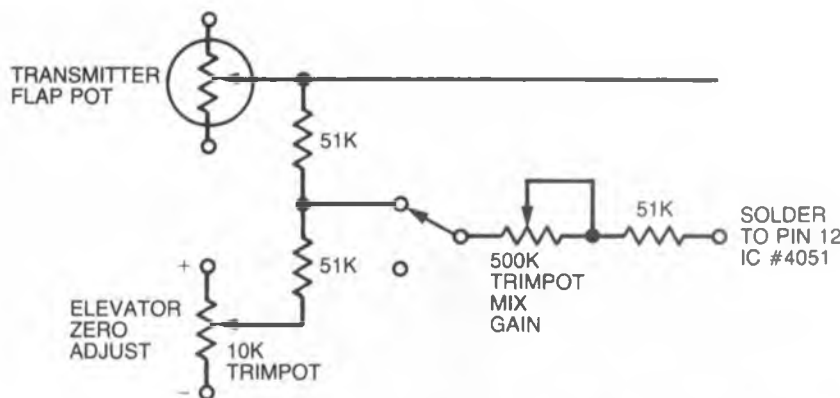 TRANSMITTER
FLAP POT
51K
51K
+
ELEVATOR
ZERO
ADJUST
10K
TRIMPOT
−
500K
TRIMPOT
MIX
GAIN
51K
SOLDER
TO PIN 12
IC #4051